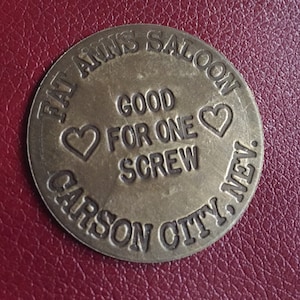 FAT ANN'S SALOON
GOOD
FOR ONE
SCREW
CARSON CITY, NEV.